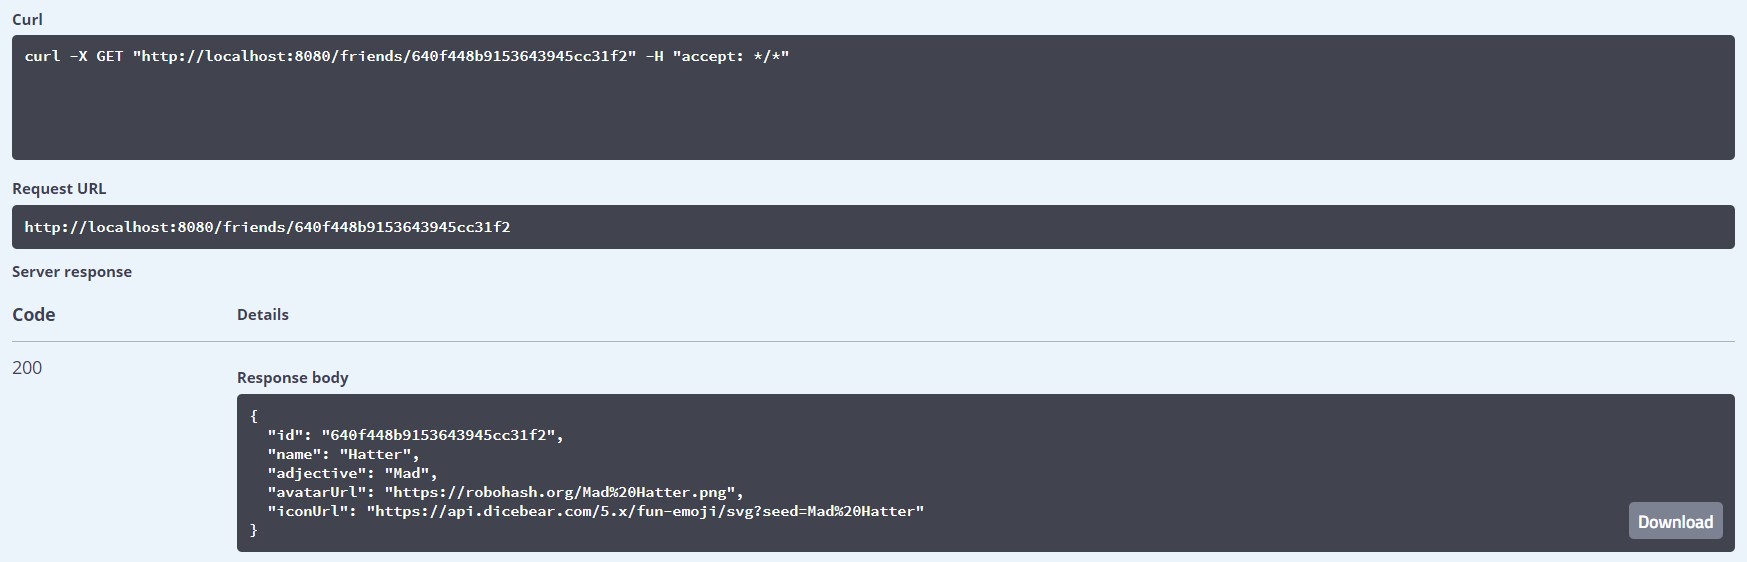 Curl
curl -X GET "http://localhost:8080/friends/640f448b9153643945cc31f2" -H "accept: */*"
Request URL
http://localhost:8080/friends/640f448b9153643945cc31f2
Server response
Code Details
200
Response body
{
  "id": "640f448b9153643945cc31f2",
  "name": "Hatter",
  "adjective": "Mad",
  "avatarUrl": "https://robohash.org/Mad%20Hatter.png",
  "iconUrl": "https://api.dicebear.com/5.x/fun-emoji/svg?seed=Mad%20Hatter"
}
Download